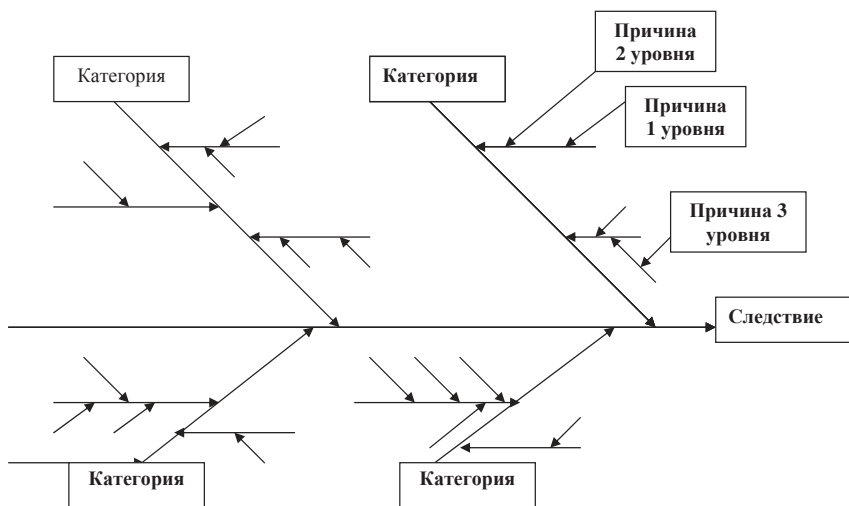 Причина
2 уровня
Категория
Категория
Причина
1 уровня
Причина 3
уровня
Следствие
Категория
Категория